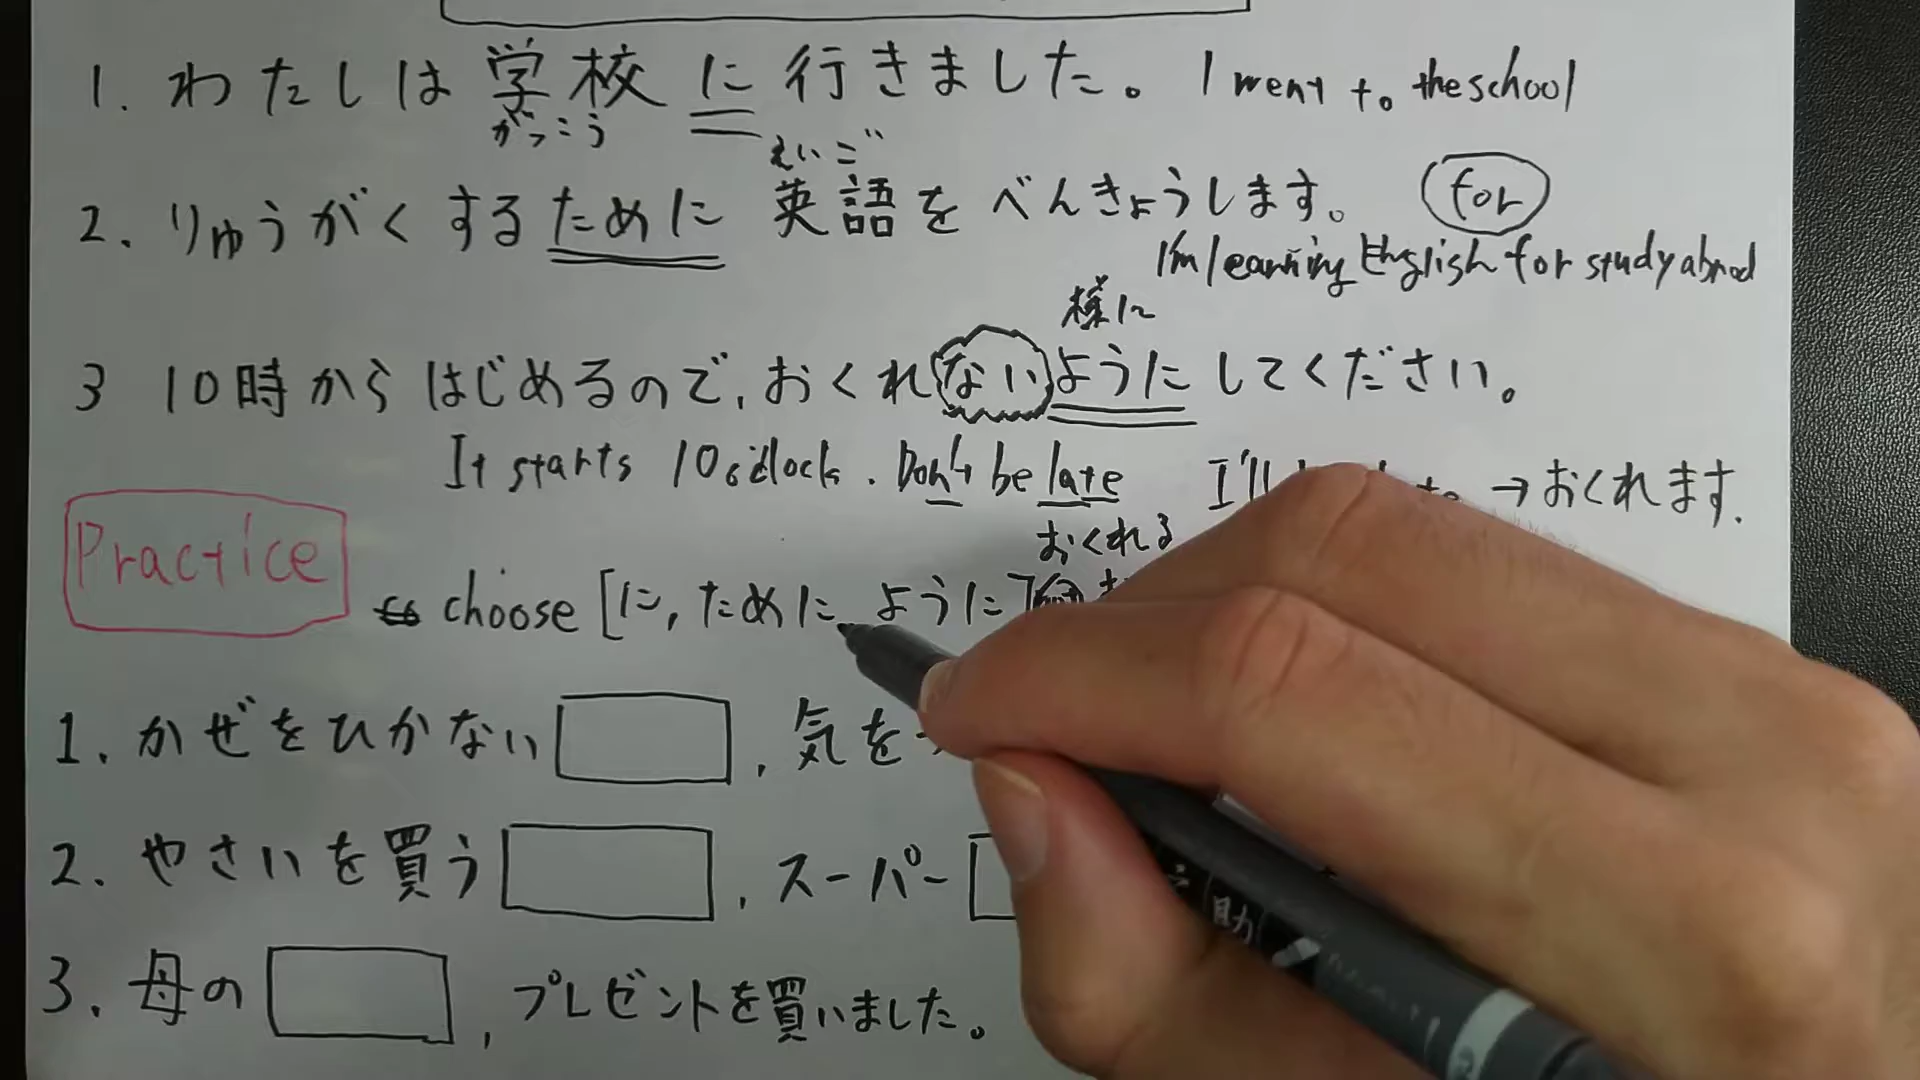 1. わたしは学校に行きました。 I went to the school
がっこう
えいご
2. りゅうがくするために 英語をべんきょうします。 for
I'm learning English for study abroad
様に
3 10時からはじめるので、おくれないようにしてください。
It starts 10 o'clock. Don't be late I'll → おくれます.
おくれる
Practice
choose [に, ために ように]
1. かぜをひかない , 気を
2. やさいを買う , スーパー
3. 母の , プレゼントを買いました。
助